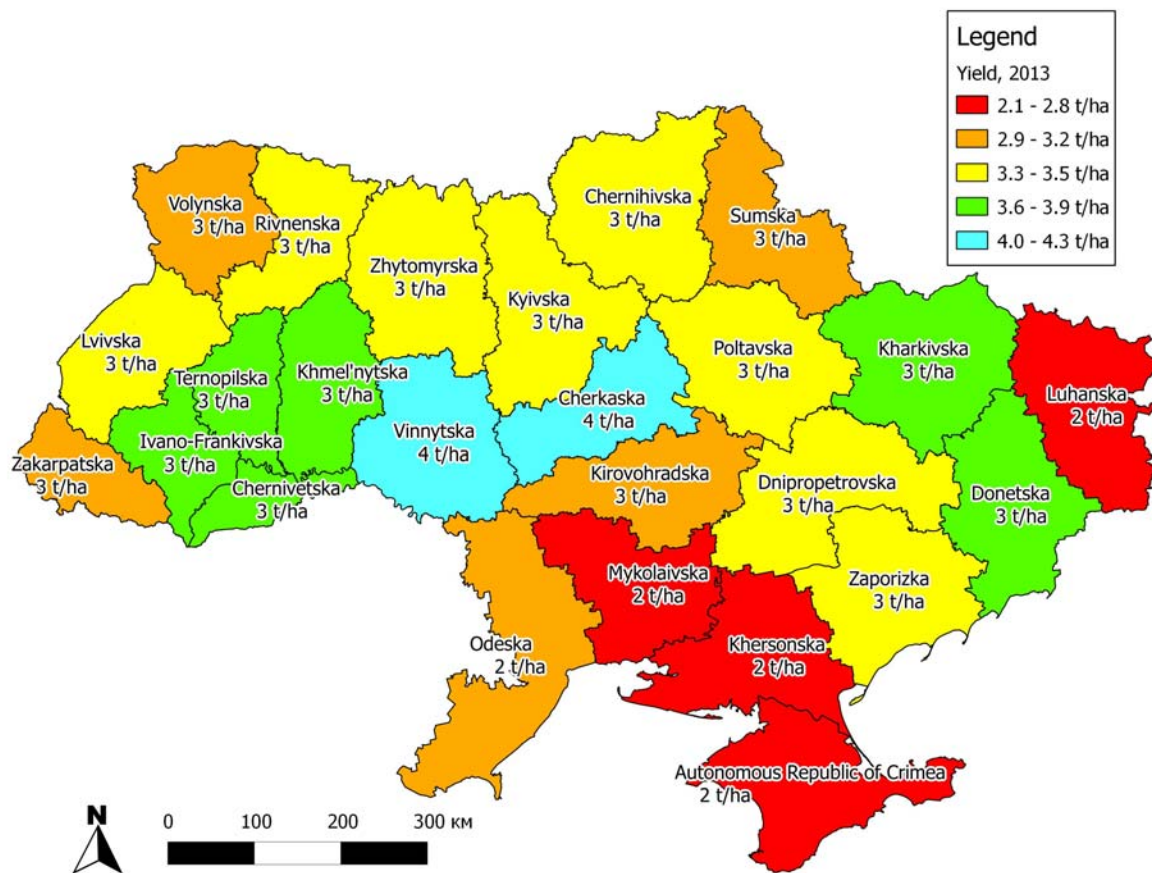 Legend
Yield, 2013
2.1 - 2.8 t/ha
2.9 - 3.2 t/ha
3.3 - 3.5 t/ha
3.6 - 3.9 t/ha
4.0 - 4.3 t/ha
Chernihivska
3 t/ha
Volynska
3 t/ha
Rivnenska
3 t/ha
Sumska
3 t/ha
Zhytomyrska
3 t/ha
Kyivska
3 t/ha
Lvivska
3 t/ha
Ternopilska
3 t/ha
Khmel'nytska
3 t/ha
Poltavska
3 t/ha
Kharkivska
3 t/ha
Luhanska
2 t/ha
Cherkaska
4 t/ha
Vinnytska
4 t/ha
Ivano-Frankivska
3 t/ha
Zakarpatska
3 t/ha
Chernivetska
3 t/ha
Kirovohradska
3 t/ha
Dnipropetrovska
3 t/ha
Donetska
3 t/ha
Mykolaivska
2 t/ha
Zaporizka
3 t/ha
Odeska
2 t/ha
Khersonska
2 t/ha
Autonomous Republic of Crimea
2 t/ha
N
0 100 200 300 км